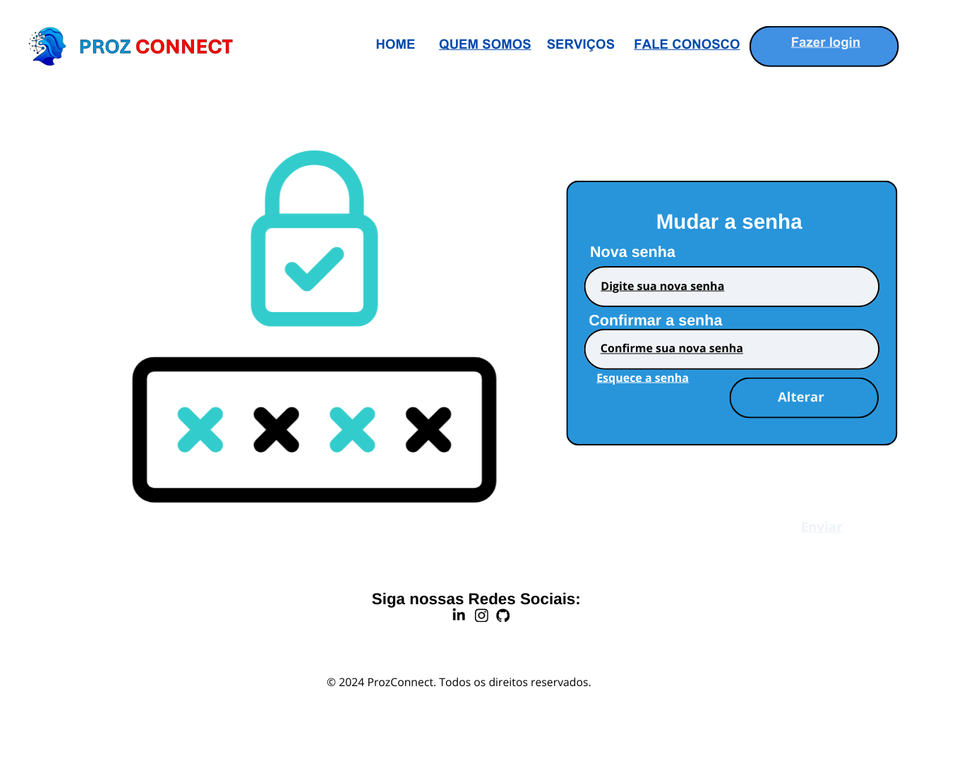 PROZ CONNECT
HOME QUEM SOMOS SERVIÇOS FALE CONOSCO Fazer login
Mudar a senha
Nova senha
Digite sua nova senha
Confirmar a senha
Confirme sua nova senha
Esquece a senha
Alterar
Enviar
Siga nossas Redes Sociais:
© 2024 ProzConnect. Todos os direitos reservados.